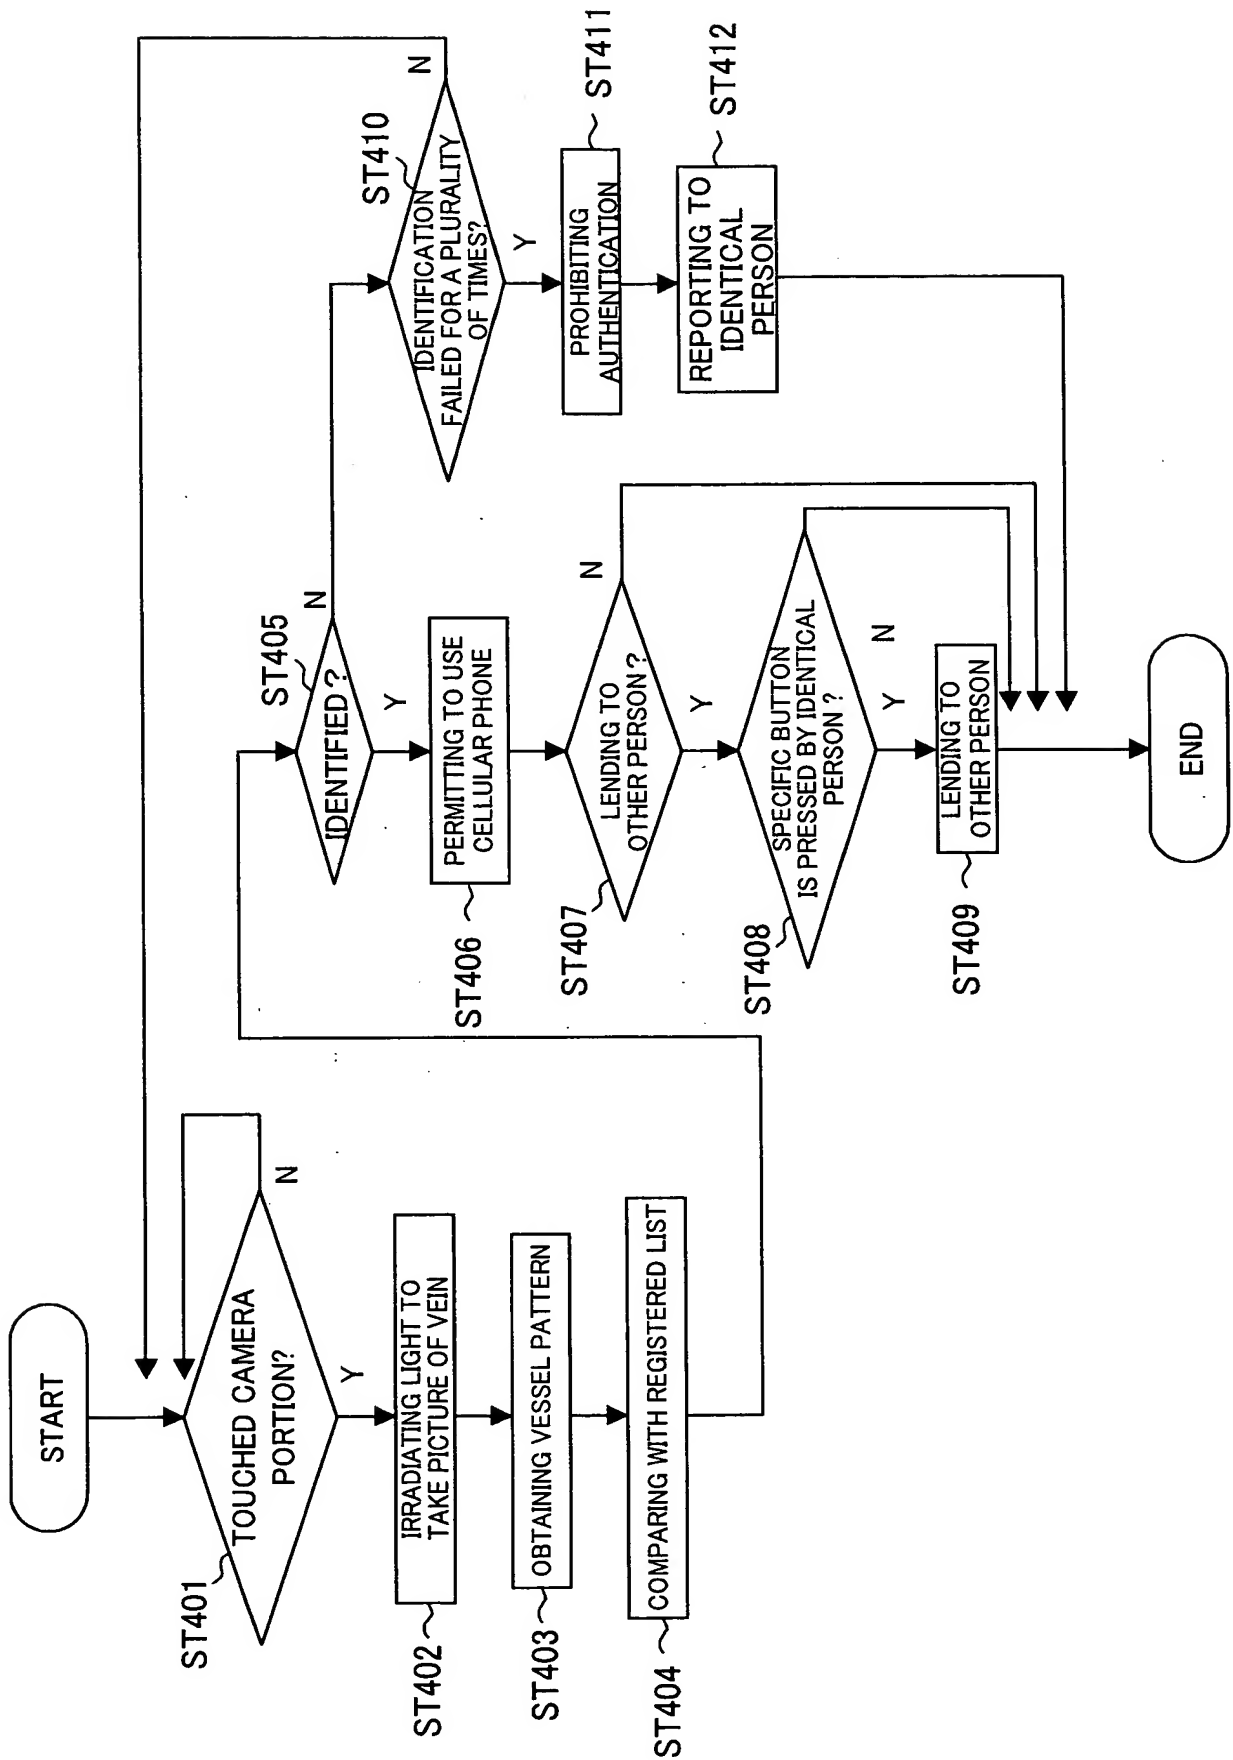 START
ST401
TOUCHED CAMERA
PORTION?
N
Y
ST402
IRRADIATING LIGHT TO
TAKE PICTURE OF VEIN
ST403
OBTAINING VESSEL PATTERN
ST404
COMPARING WITH REGISTERED LIST
ST405
IDENTIFIED?
N
Y
ST406
PERMITTING TO USE
CELLULAR PHONE
ST407
LENDING TO
OTHER PERSON?
N
Y
ST408
SPECIFIC BUTTON
IS PRESSED BY IDENTICAL
PERSON?
N
Y
ST409
LENDING TO
OTHER PERSON
END
ST410
IDENTIFICATION
FAILED FOR A PLURALITY
OF TIMES?
N
Y
ST411
PROHIBITING
AUTHENTICATION
ST412
REPORTING TO
IDENTICAL
PERSON